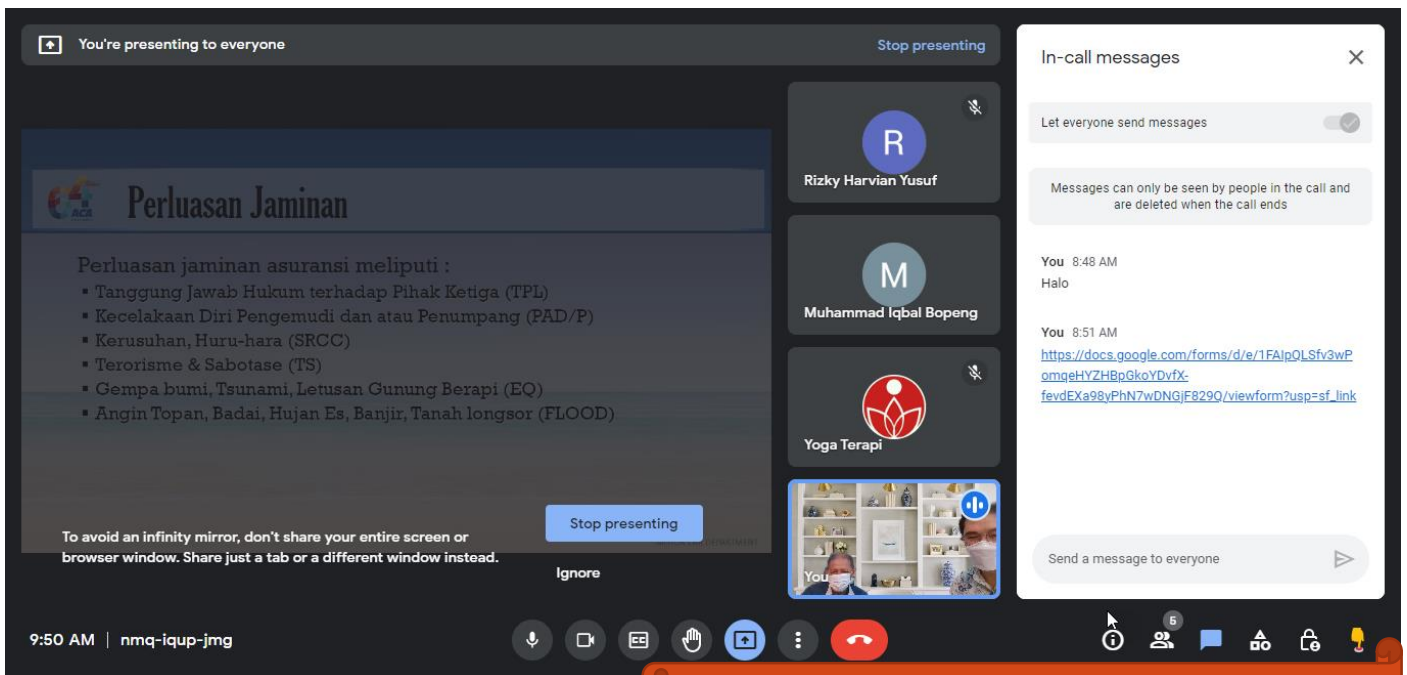 You're presenting to everyone
Stop presenting
ACA
Perluasan Jaminan
Perluasan jaminan asuransi meliputi :
▪ Tanggung Jawab Hukum terhadap Pihak Ketiga (TPL)
▪ Kecelakaan Diri Pengemudi dan atau Penumpang (PAD/P)
▪ Kerusuhan, Huru-hara (SRCC)
▪ Terorisme & Sabotase (TS)
▪ Gempa bumi, Tsunami, Letusan Gunung Berapi (EQ)
▪ Angin Topan, Badai, Hujan Es, Banjir, Tanah longsor (FLOOD)
To avoid an infinity mirror, don't share your entire screen or
browser window. Share just a tab or a different window instead.
Stop presenting
Ignore
R
Rizky Harvian Yusuf
M
Muhammad Iqbal Bopeng
Yoga Terapi
You
In-call messages
Let everyone send messages
Messages can only be seen by people in the call and
are deleted when the call ends
You 8:48 AM
Halo
You 8:51 AM
https://docs.google.com/forms/d/e/1FAIpQLSfv3wP
omqeHYZHBpGkoYDvfX-
fevdEXa98yPhN7wDNGjF829Q/viewform?usp=sf_link
Send a message to everyone
9:50 AM | nmq-iqup-jmg